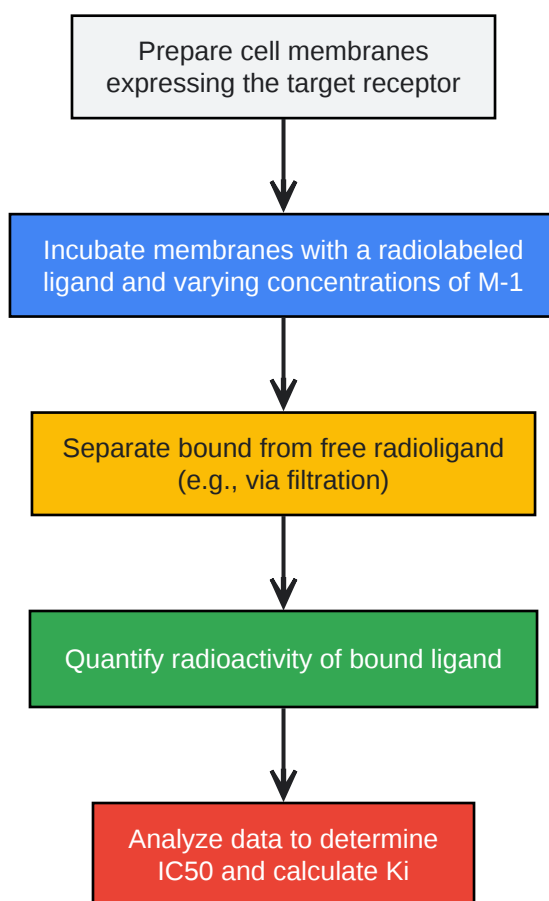 Prepare cell membranes
expressing the target receptor
Incubate membranes with a radiolabeled
ligand and varying concentrations of M-1
Separate bound from free radioligand
(e.g., via filtration)
Quantify radioactivity of bound ligand
Analyze data to determine
IC50 and calculate Ki